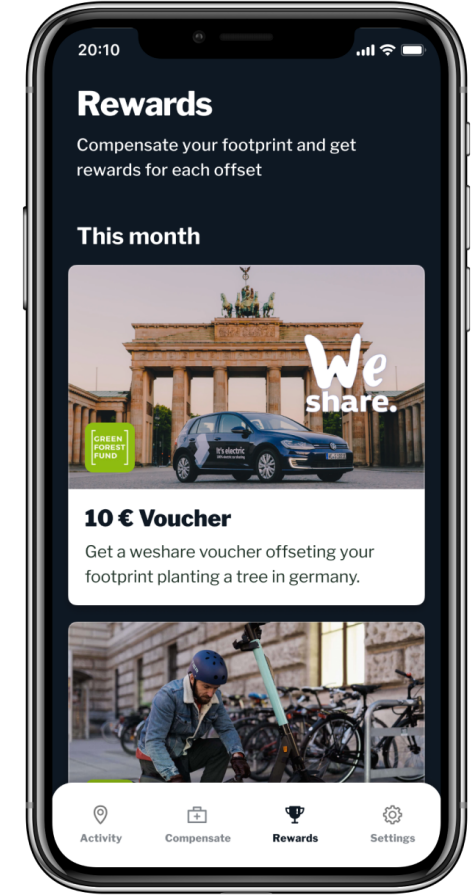 20:10
Rewards
Compensate your footprint and get
rewards for each offset
This month
We
share.
GREEN
FOREST
FUND
It's electric
10 € Voucher
Get a weshare voucher offseting your
footprint planting a tree in germany.
Activity
Compensate
Rewards
Settings